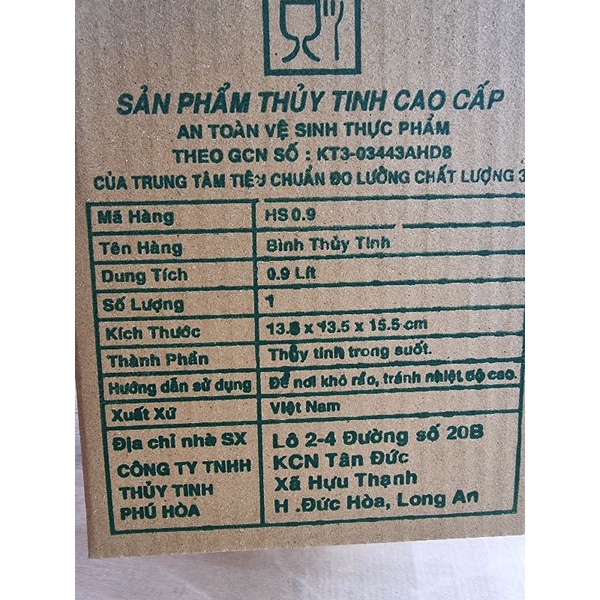 SẢN PHẨM THỦY TINH CAO CẤP
AN TOÀN VỆ SINH THỰC PHẨM
THEO GCN SỐ : KT3-03443AHD8
CỦA TRUNG TÂM TIÊU CHUẨN ĐO LƯỜNG CHẤT LƯỢNG 3
Mã Hàng HS0.9
Tên Hàng Bình Thủy Tinh
Dung Tích 0.9 Lít
Số Lượng 1
Kích Thước 13.5 x 13.5 x 15.5 cm
Thành Phần Thủy tinh trong suốt.
Hướng dẫn sử dụng Để nơi khô ráo, tránh nhiệt độ cao.
Xuất Xứ Việt Nam
Địa chỉ nhà SX Lô 2-4 Đường số 20B
CÔNG TY TNHH KCN Tân Đức
THỦY TINH Xã Hựu Thạnh
PHÚ HÒA H .Đức Hòa, Long An